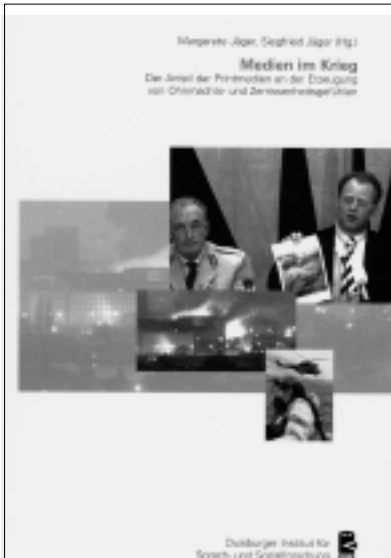 Margarete Jäger, Siegfried Jäger (Hg.)
Medien im Krieg
Der Anteil der Printmedien an der Erzeugung
von Ohnmachts- und Zerrissenheitsgefühlen
Duisburger Institut für
Sprach- und Sozialforschung